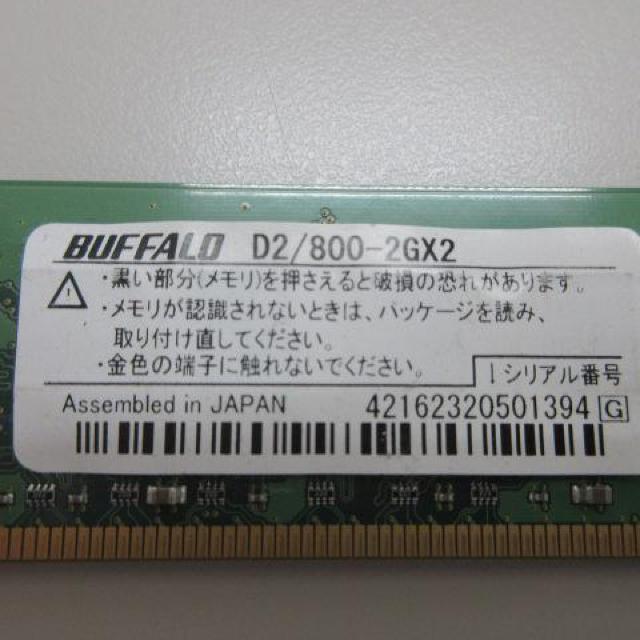 BUFFALO D2/800-2GX2
・黒い部分(メモリ)を押さえると破損の恐れがあります。
・メモリが認識されないときは、パッケージを読み、
取り付け直してください。
・金色の端子に触れないでください。
↓シリアル番号
Assembled in JAPAN 42162320501394 G